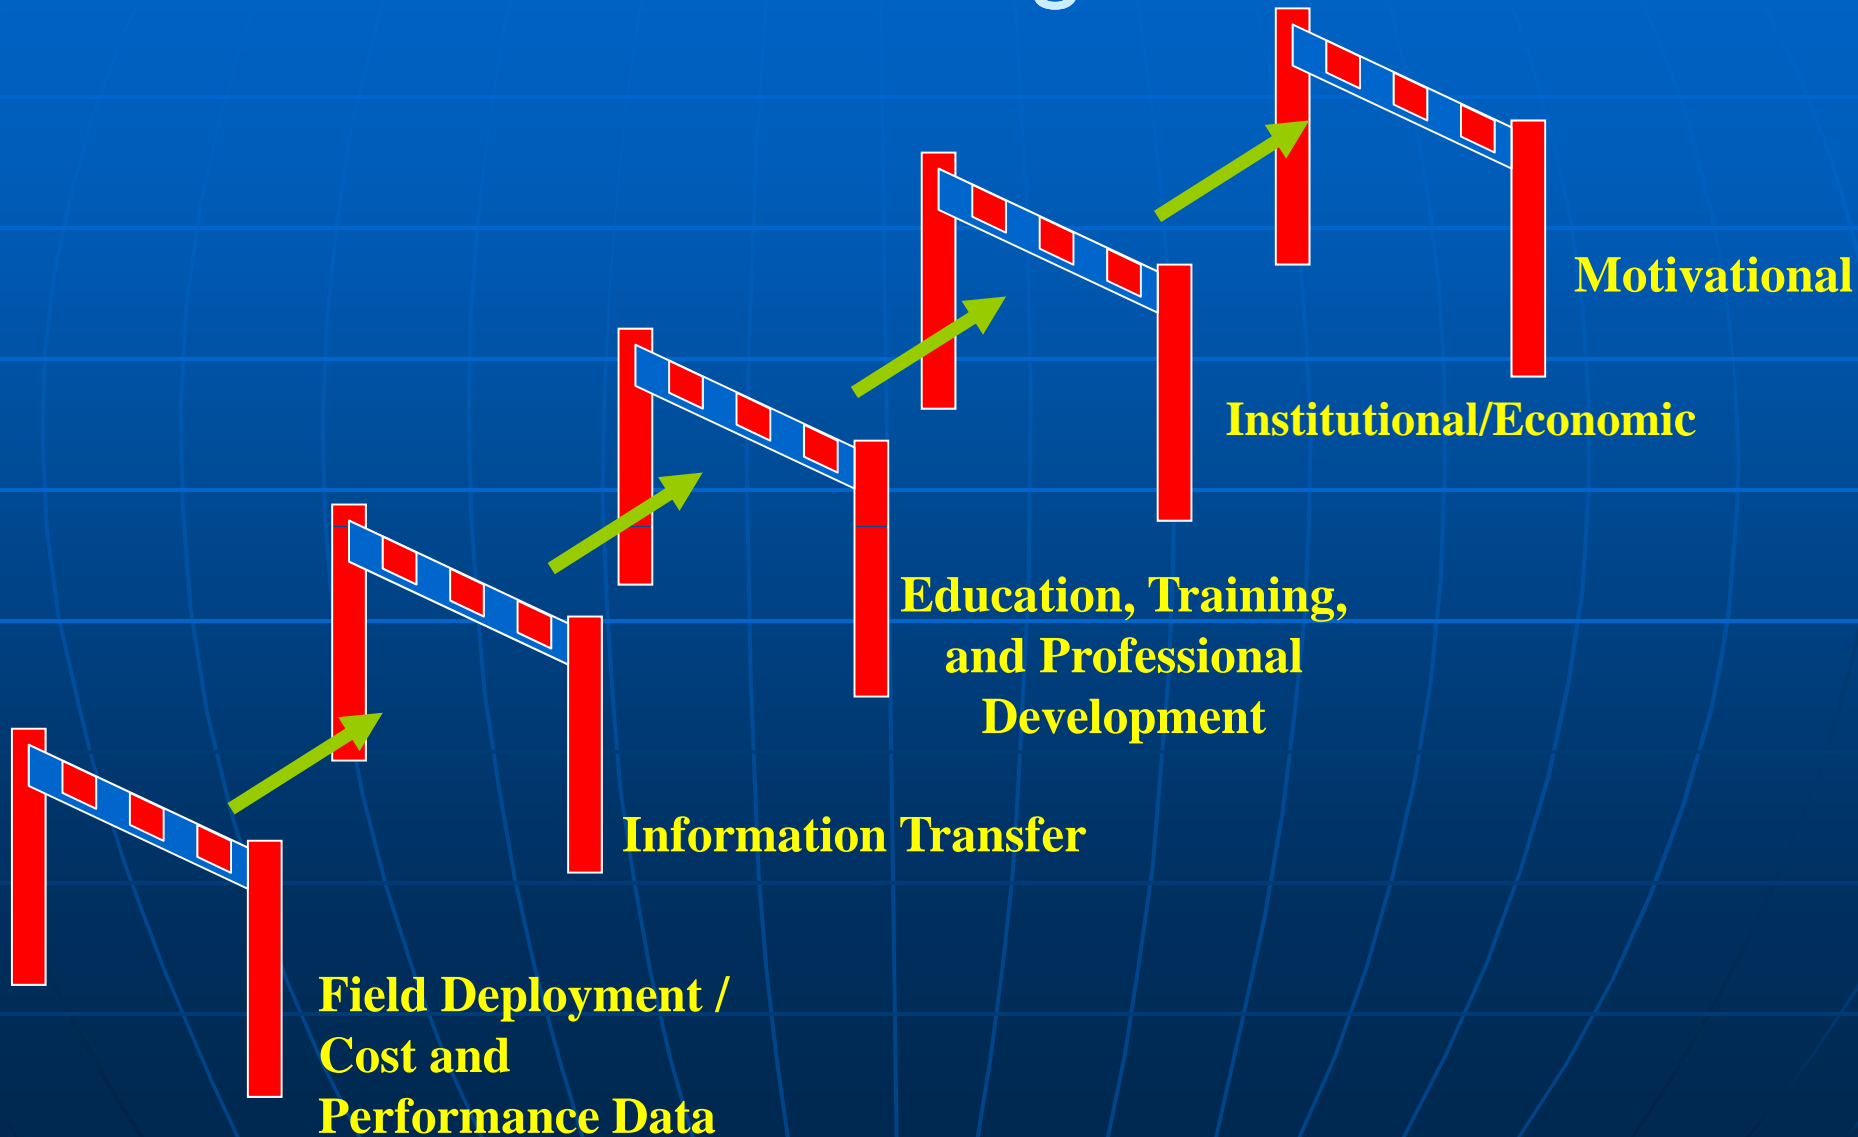 Motivational
Institutional/Economic
Education, Training,
and Professional
Development
Information Transfer
Field Deployment /
Cost and
Performance Data